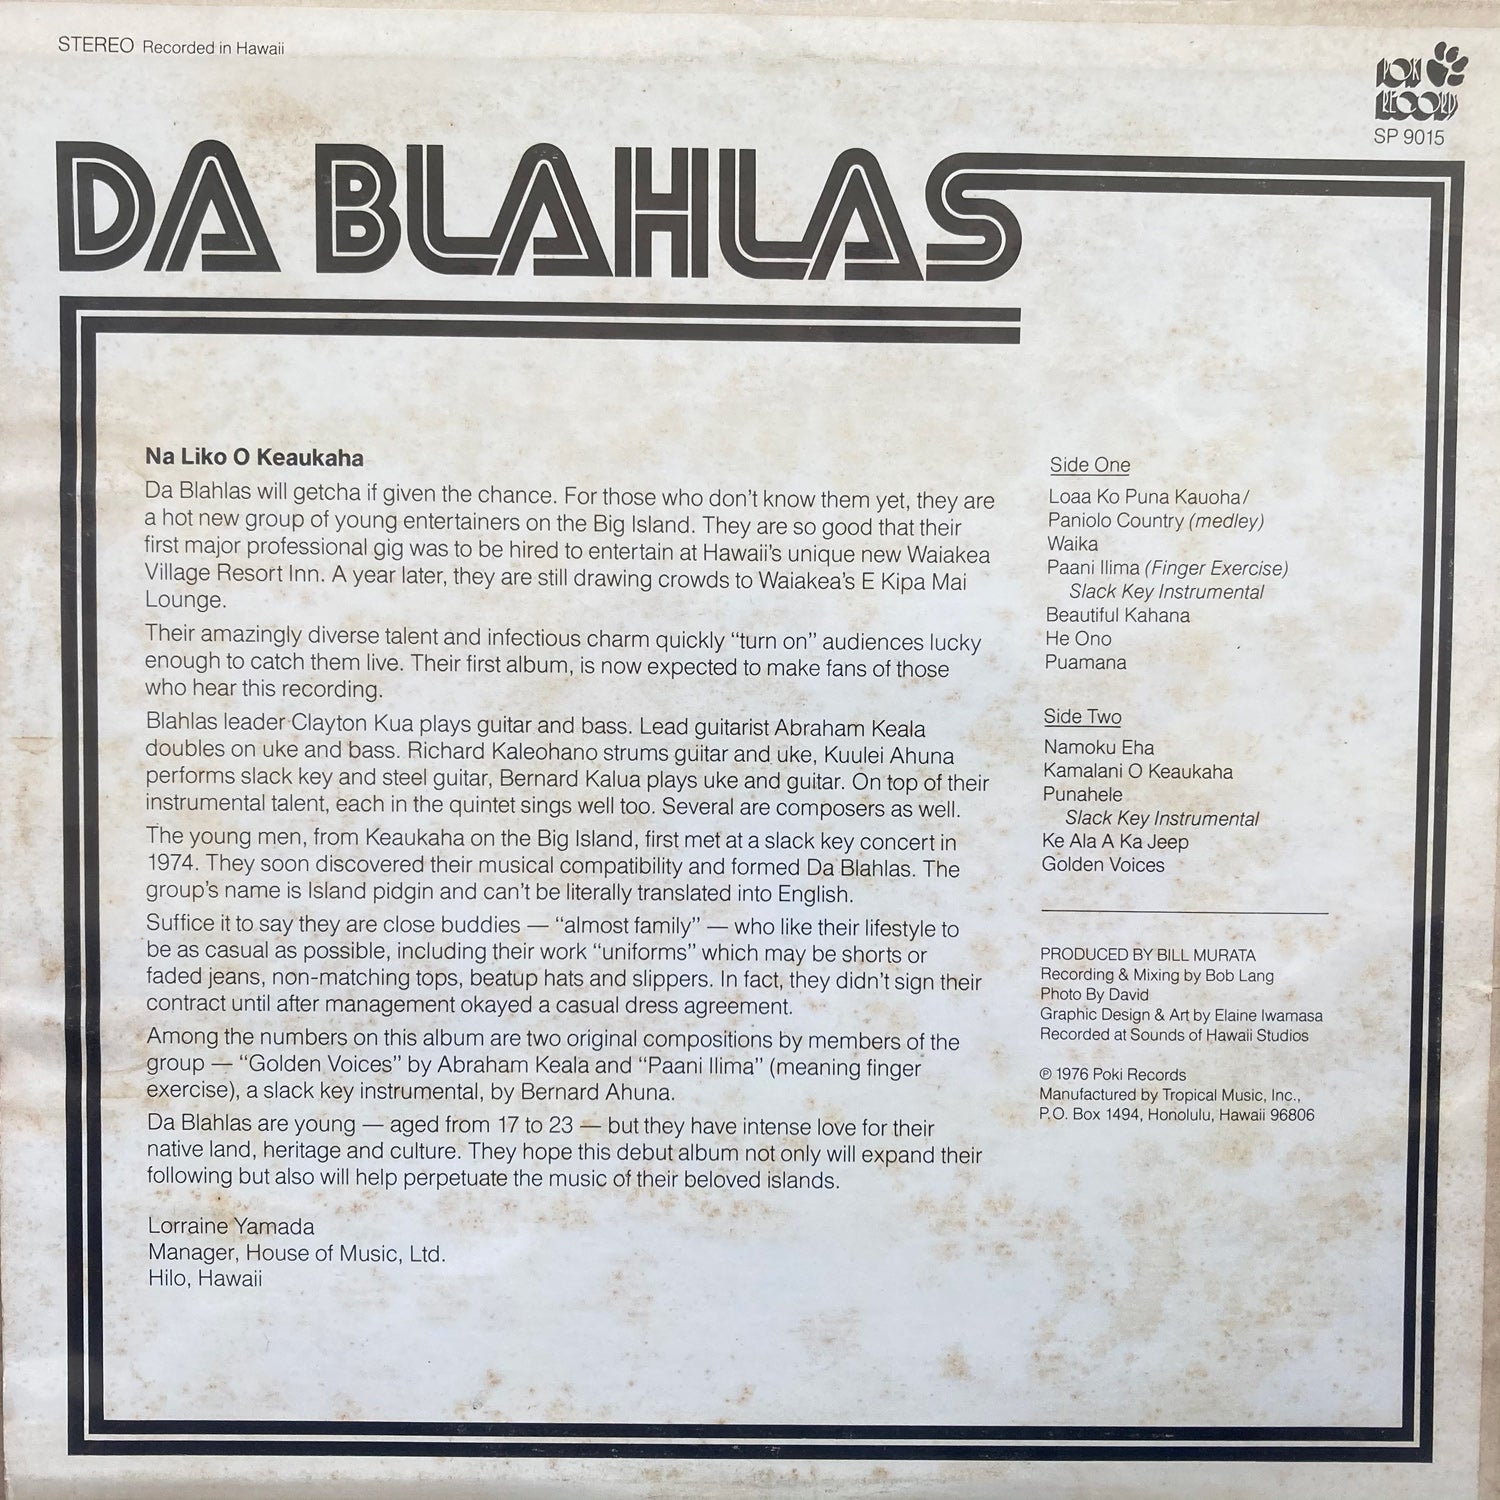 STEREO Recorded in Hawaii
POKI
RECORDS
SP 9015
DA BLAHLAS
Na Liko O Keaukaha
Da Blahlas will getcha if given the chance. For those who don't know them yet, they are
a hot new group of young entertainers on the Big Island. They are so good that their
first major professional gig was to be hired to entertain at Hawaii's unique new Waiakea
Village Resort Inn. A year later, they are still drawing crowds to Waiakea's E Kipa Mai
Lounge.
Their amazingly diverse talent and infectious charm quickly “turn on” audiences lucky
enough to catch them live. Their first album, is now expected to make fans of those
who hear this recording.
Blahlas leader Clayton Kua plays guitar and bass. Lead guitarist Abraham Keala
doubles on uke and bass. Richard Kaleohano strums guitar and uke, Kuulei Ahuna
performs slack key and steel guitar, Bernard Kalua plays uke and guitar. On top of their
instrumental talent, each in the quintet sings well too. Several are composers as well.
The young men, from Keaukaha on the Big Island, first met at a slack key concert in
1974. They soon discovered their musical compatibility and formed Da Blahlas. The
group's name is Island pidgin and can't be literally translated into English.
Suffice it to say they are close buddies — “almost family” — who like their lifestyle to
be as casual as possible, including their work “uniforms” which may be shorts or
faded jeans, non-matching tops, beatup hats and slippers. In fact, they didn't sign their
contract until after management okayed a casual dress agreement.
Among the numbers on this album are two original compositions by members of the
group — “Golden Voices” by Abraham Keala and “Paani Ilima” (meaning finger
exercise), a slack key instrumental, by Bernard Ahuna.
Da Blahlas are young — aged from 17 to 23 — but they have intense love for their
native land, heritage and culture. They hope this debut album not only will expand their
following but also will help perpetuate the music of their beloved islands.
Lorraine Yamada
Manager, House of Music, Ltd.
Hilo, Hawaii
Side One
Loaa Ko Puna Kauoha/
Paniolo Country (medley)
Waika
Paani Ilima (Finger Exercise)
Slack Key Instrumental
Beautiful Kahana
He Ono
Puamana
Side Two
Namoku Eha
Kamalani O Keaukaha
Punahele
Slack Key Instrumental
Ke Ala A Ka Jeep
Golden Voices
PRODUCED BY BILL MURATA
Recording & Mixing by Bob Lang
Photo By David
Graphic Design & Art by Elaine Iwamasa
Recorded at Sounds of Hawaii Studios
℗ 1976 Poki Records
Manufactured by Tropical Music, Inc.,
P.O. Box 1494, Honolulu, Hawaii 96806